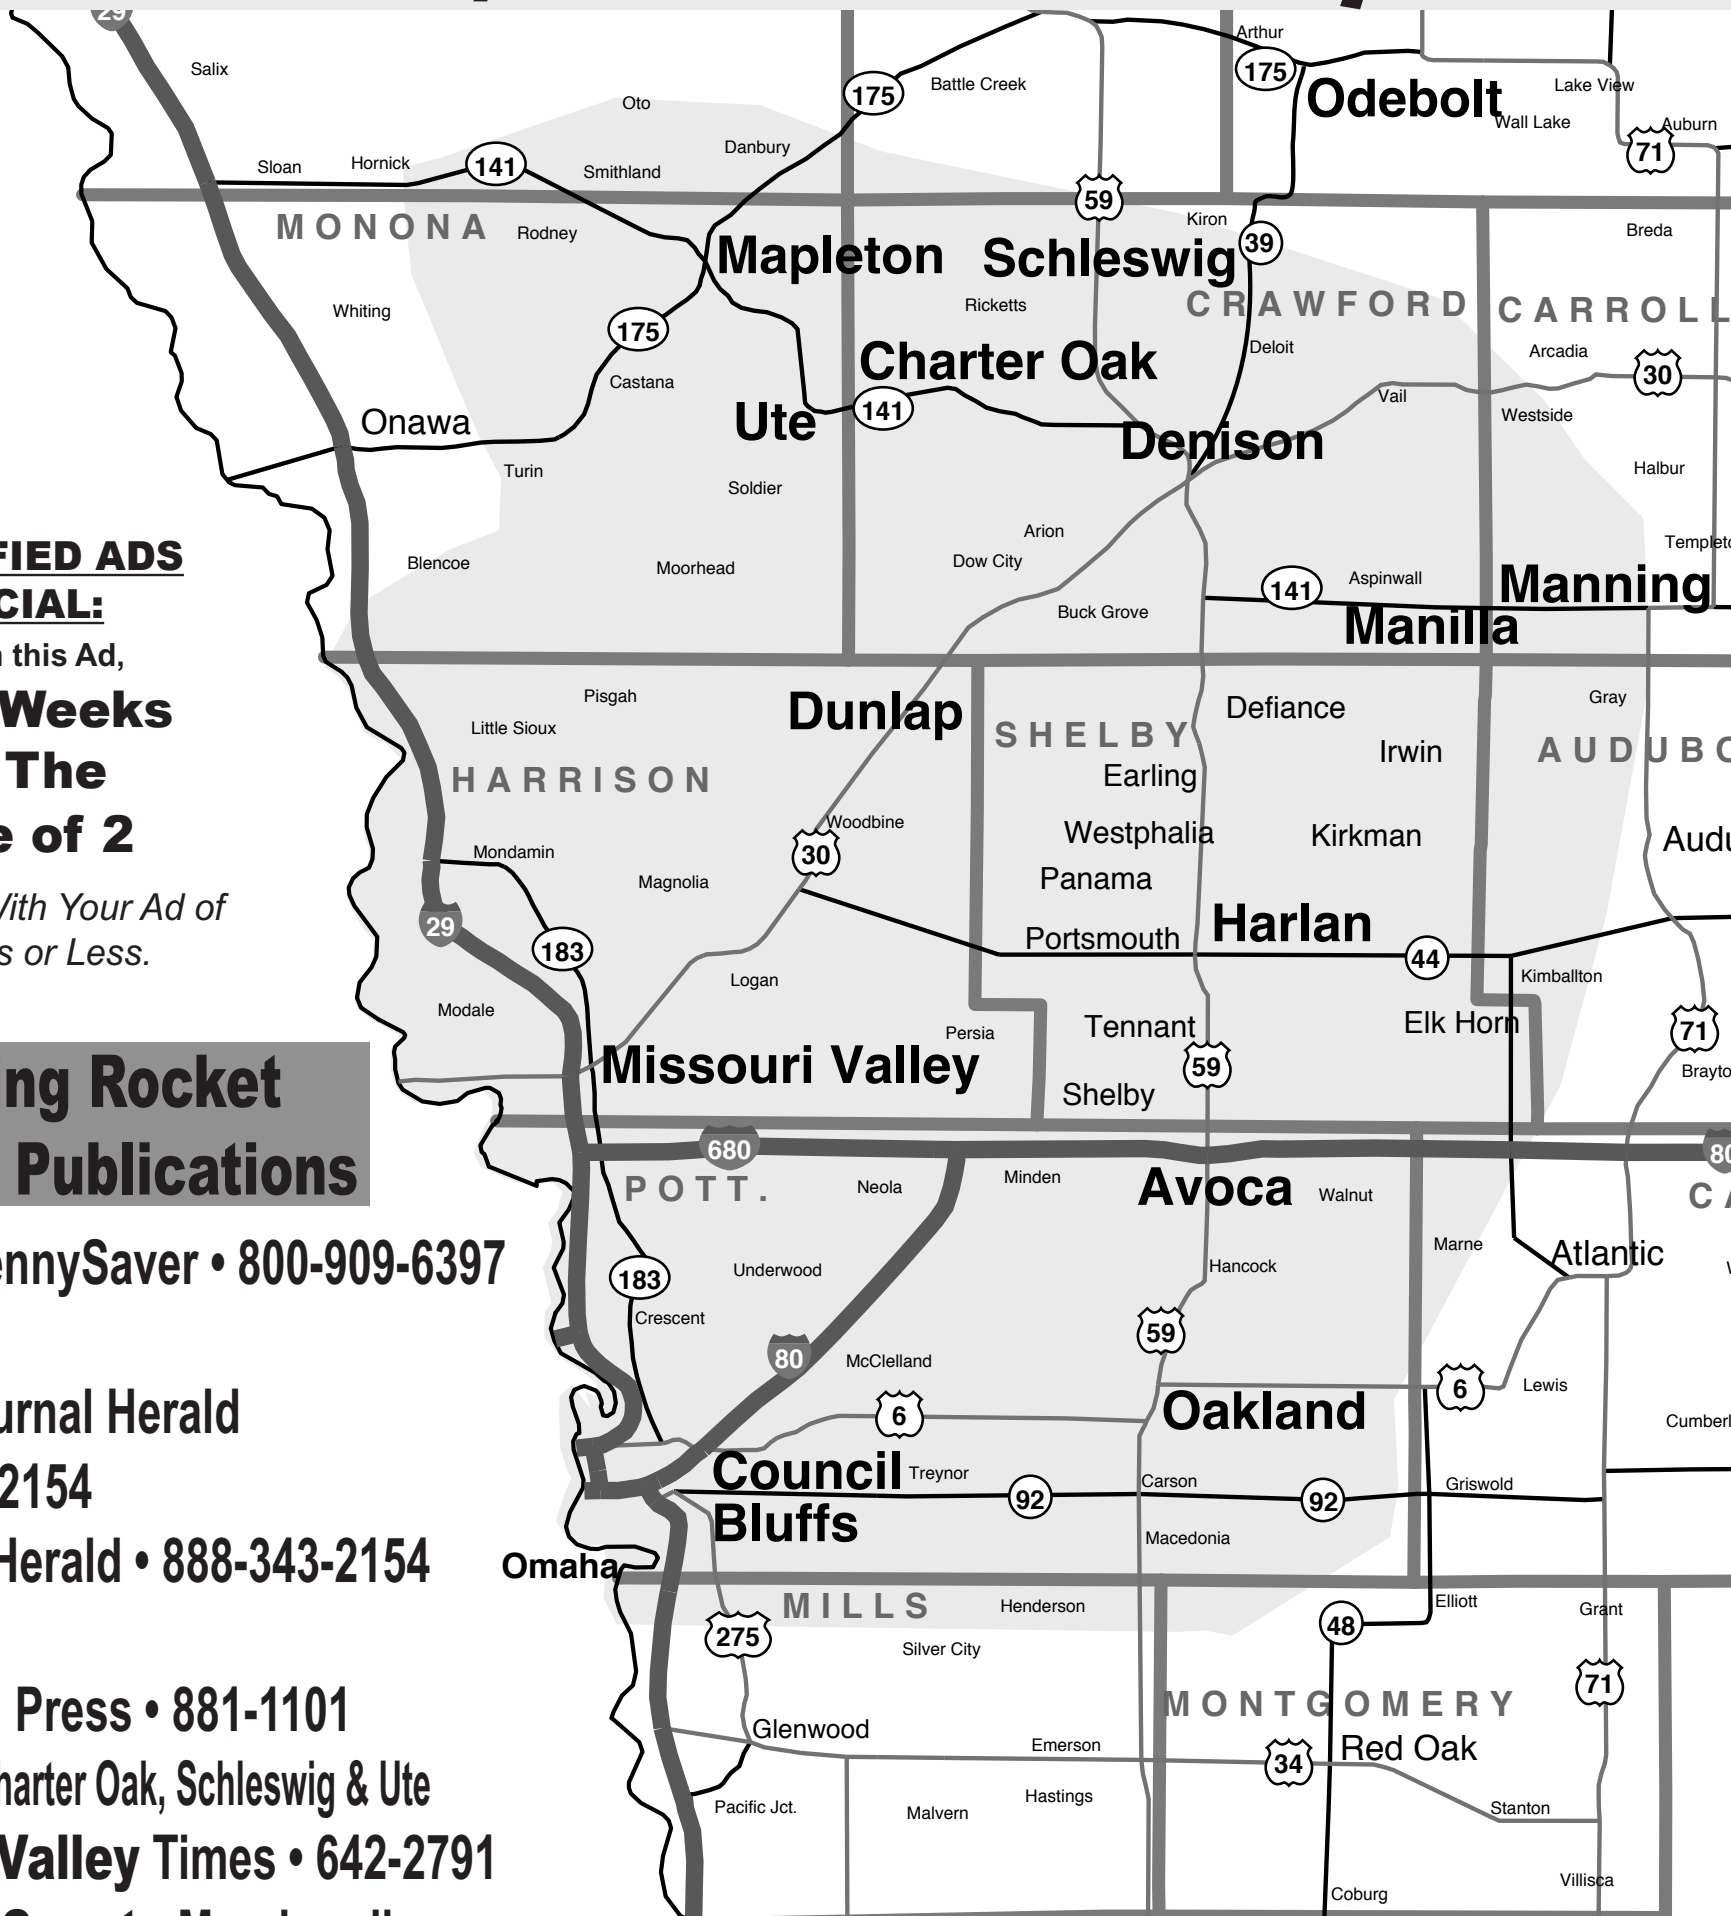 29
Salix
Arthur
175
Battle Creek
175
Odebolt
Lake View
Oto
Wall Lake
Auburn
71
Danbury
Sloan
Hornick
141
Smithland
59
MONONA
Rodney
Kiron
39
Breda
Mapleton
Schleswig
Whiting
Ricketts
CRAWFORD
CARROLL
175
Charter Oak
Deloit
Arcadia
30
Castana
Vail
Onawa
Ute
141
Westside
Denison
Turin
Halbur
Soldier
Arion
Dow City
Blencoe
Moorhead
141
Aspinwall
Manning
Buck Grove
Manilla
FIED ADS
CIAL:
this Ad,
Weeks
The
of 2
With Your Ad of
s or Less.
Pisgah
Little Sioux
Dunlap
Defiance
Gray
SHELBY
Irwin
HARRISON
Earling
Woodbine
30
Westphalia
Kirkman
Mondamin
Magnolia
Panama
Harlan
29
183
Portsmouth
44
Logan
Kimballton
Modale
Persia
Tennant
Elk Horn
71
Missouri Valley
59
Shelby
ing Rocket
Publications
680
80
POTT.
Neola
Minden
Avoca
Walnut
ennySaver • 800-909-6397
Marne
Atlantic
183
Underwood
Hancock
Crescent
59
80
McClelland
urnal Herald
6
6
Lewis
Oakland
2154
Council
Bluffs
Treynor
Carson
Griswold
92
92
Macedonia
Herald • 888-343-2154
Omaha
MILLS
Henderson
Elliott
Grant
48
275
Silver City
71
Press • 881-1101
MONTGOMERY
Glenwood
Emerson
34
Red Oak
harter Oak, Schleswig & Ute
Pacific Jct.
Malvern
Hastings
Stanton
Valley Times • 642-2791
Villisca
Coburg